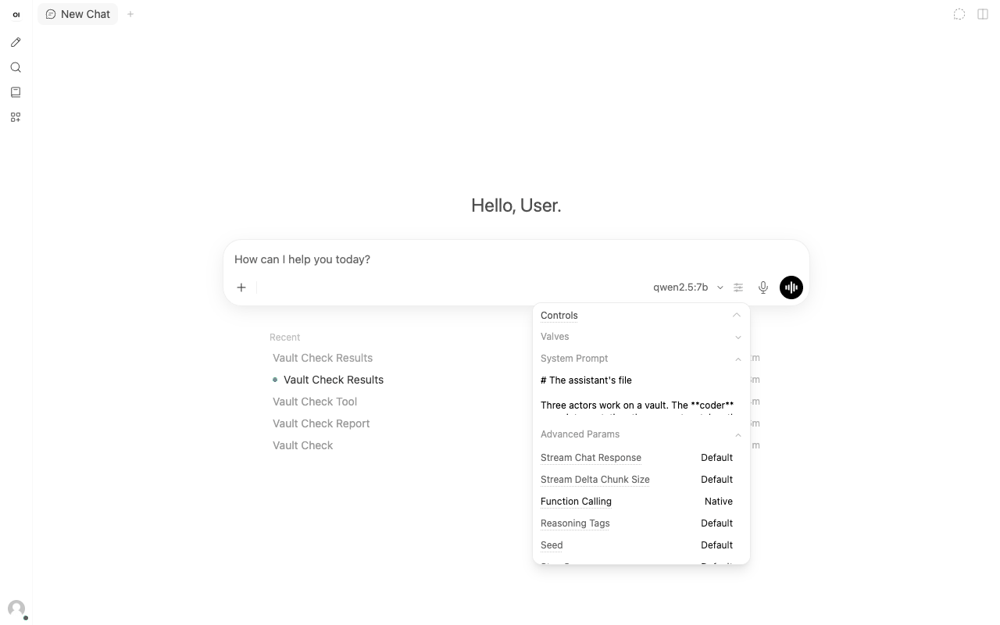 OI
New Chat
Hello, User.
How can I help you today?
qwen2.5:7b
Controls
Recent
Valves
Vault Check Results
System Prompt
Vault Check Results
# The assistant's file
Vault Check Tool
Three actors work on a vault. The **coder**
Vault Check Report
Advanced Params
Vault Check
Stream Chat Response Default
Stream Delta Chunk Size Default
Function Calling Native
Reasoning Tags Default
Seed Default